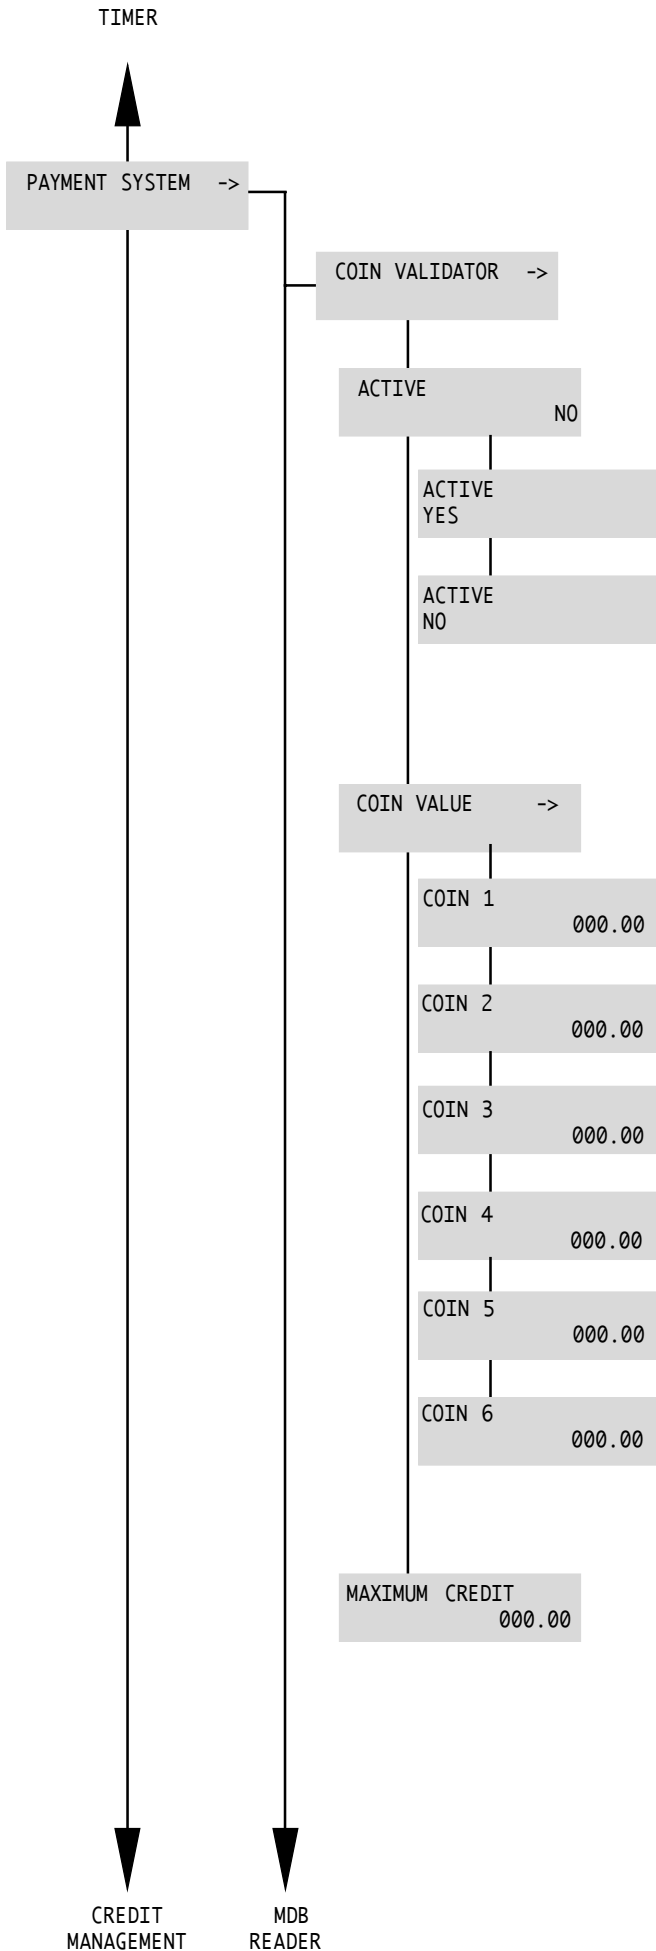 TIMER
PAYMENT SYSTEM ->
COIN VALIDATOR ->
ACTIVE
NO
ACTIVE
YES
ACTIVE
NO
COIN VALUE ->
COIN 1
000.00
COIN 2
000.00
COIN 3
000.00
COIN 4
000.00
COIN 5
000.00
COIN 6
000.00
MAXIMUM CREDIT
000.00
CREDIT
MANAGEMENT
MDB
READER